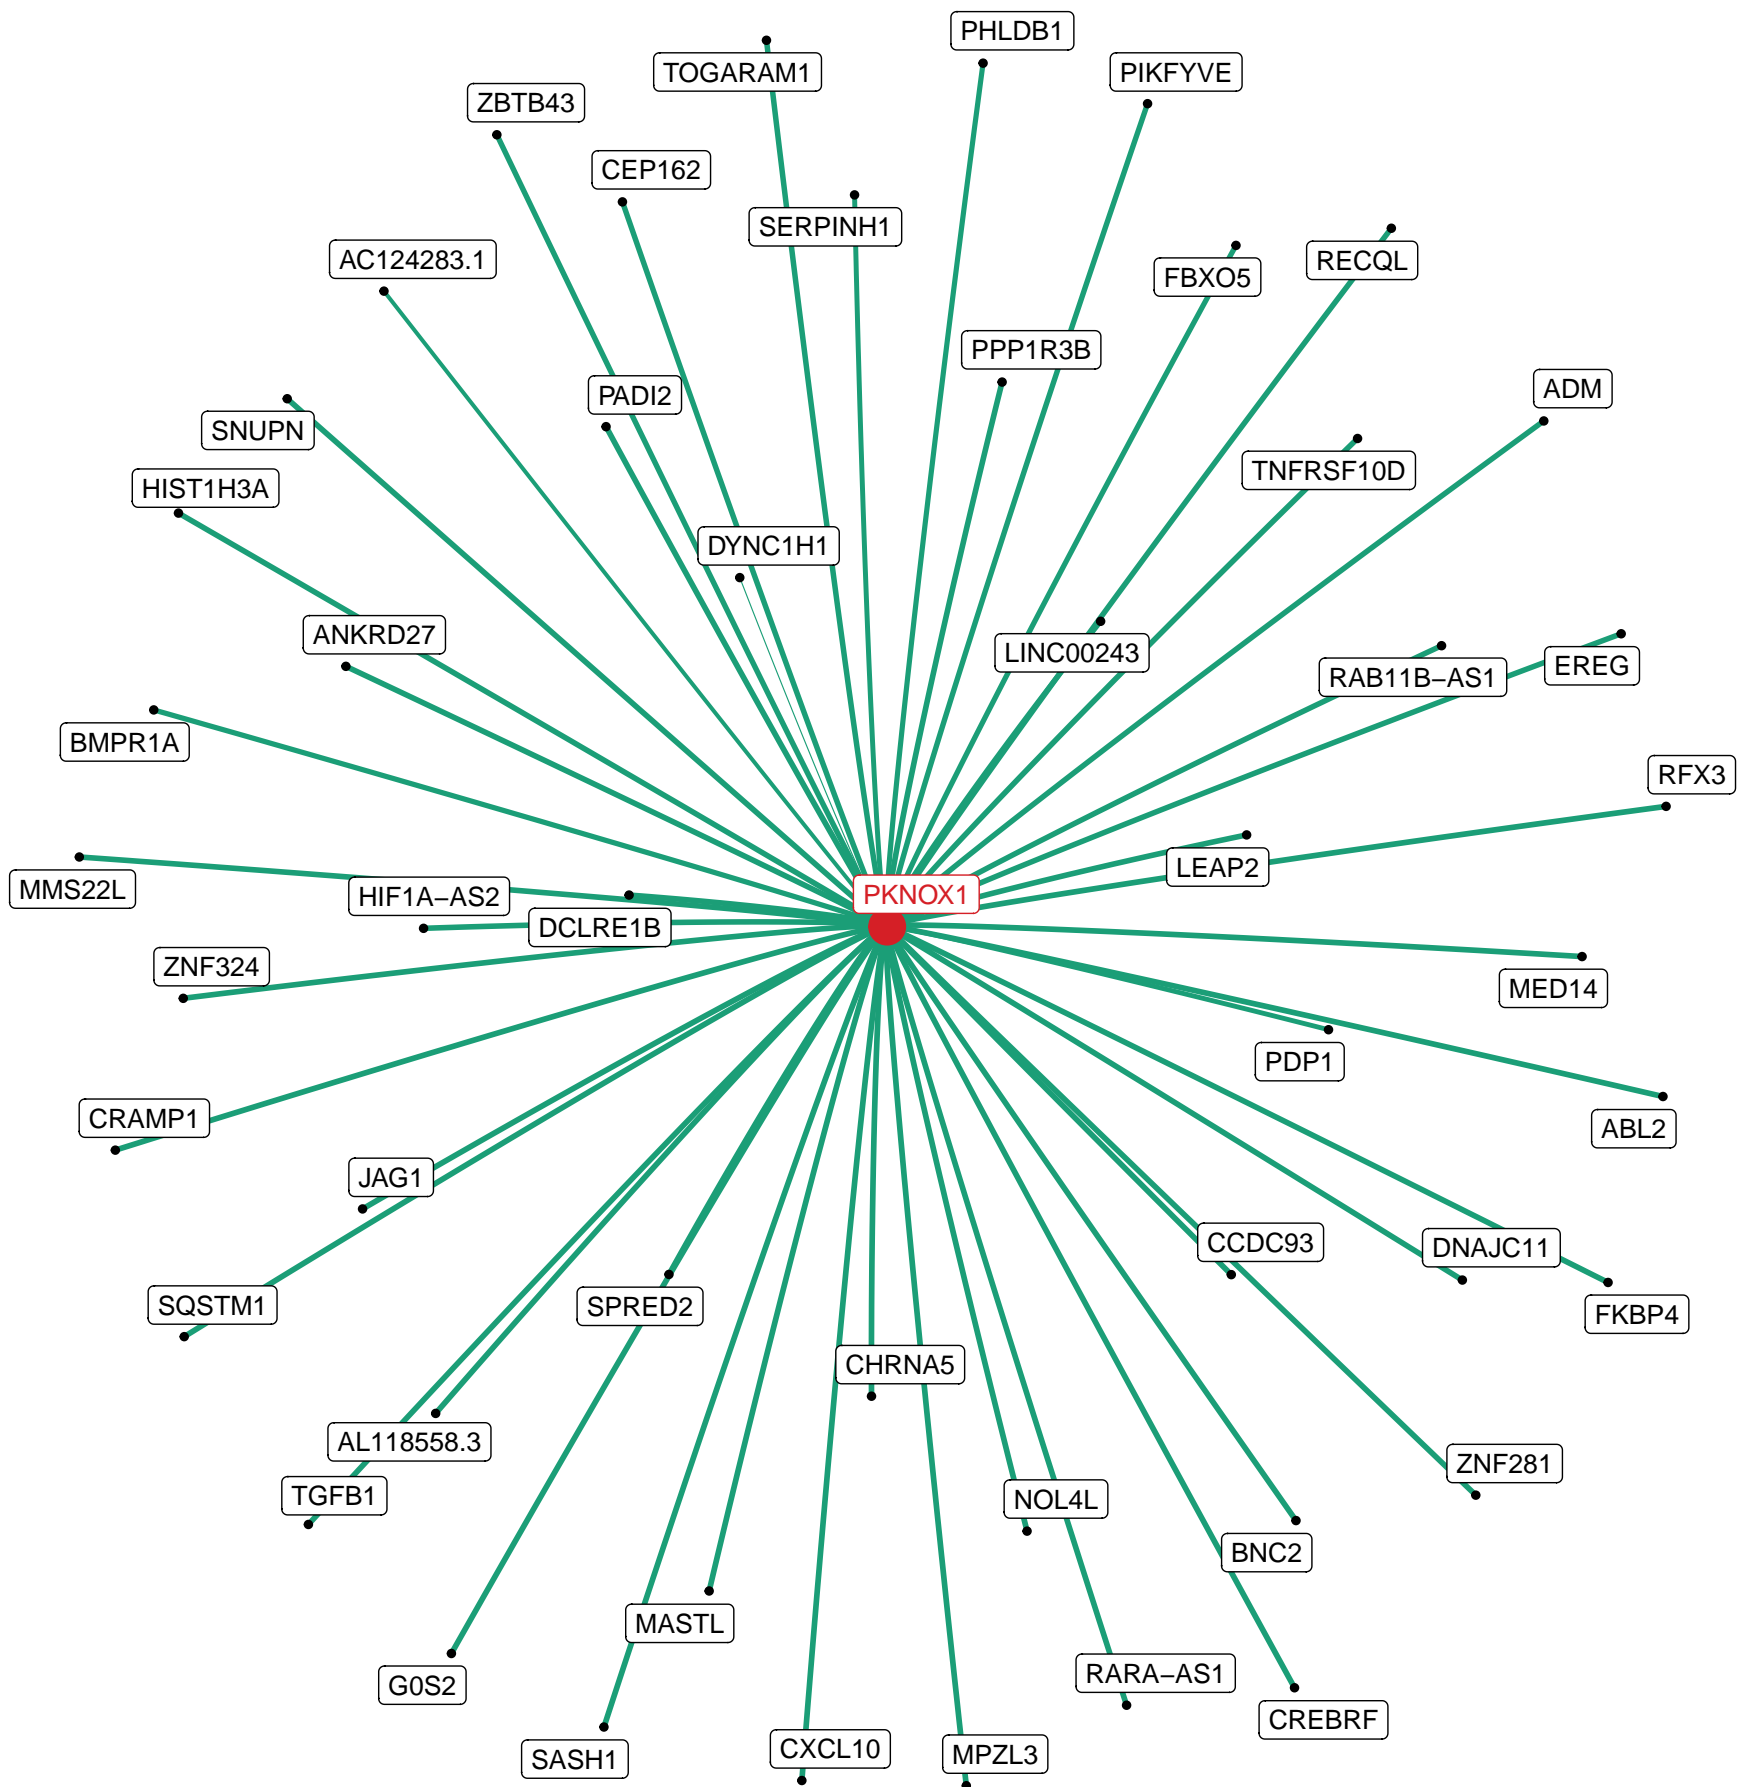 PHLDB1
TOGARAM1
PIKFYVE
ZBTB43
CEP162
SERPINH1
AC124283.1
RECQL
FBXO5
PPP1R3B
ADM
PADI2
SNUPN
TNFRSF10D
HIST1H3A
DYNC1H1
ANKRD27
LINC00243
EREG
RAB11B−AS1
BMPR1A
RFX3
LEAP2
MMS22L
HIF1A−AS2
PKNOX1
DCLRE1B
ZNF324
MED14
PDP1
CRAMP1
ABL2
JAG1
CCDC93
DNAJC11
SQSTM1
SPRED2
FKBP4
CHRNA5
AL118558.3
ZNF281
TGFB1
NOL4L
BNC2
MASTL
RARA−AS1
G0S2
CREBRF
CXCL10
MPZL3
SASH1